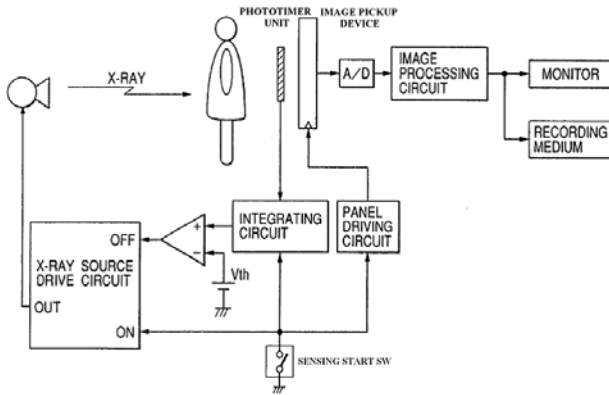 PHOTOTIMER
UNIT
IMAGE PICKUP
DEVICE
X-RAY
A/D
IMAGE
PROCESSING
CIRCUIT
MONITOR
RECORDING
MEDIUM
INTEGRATING
CIRCUIT
PANEL
DRIVING
CIRCUIT
+
−
Vth
OFF
X-RAY SOURCE
DRIVE CIRCUIT
OUT
ON
SENSING START SW